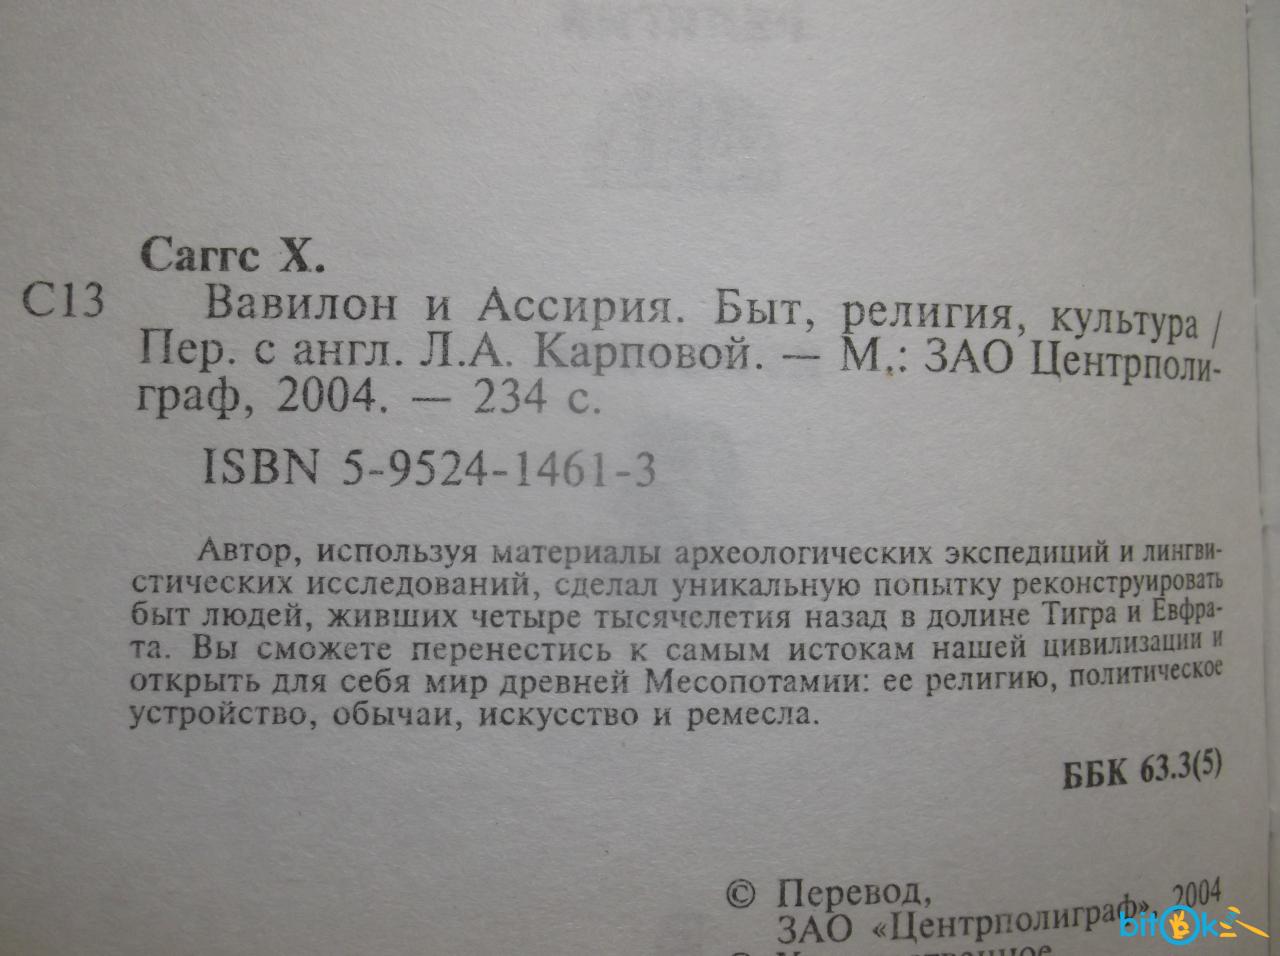 Саггс Х.
С13 Вавилон и Ассирия. Быт, религия, культура /
Пер. с англ. Л.А. Карповой. — М.: ЗАО Центрполи-
граф, 2004. — 234 с.
ISBN 5-9524-1461-3
Автор, используя материалы археологических экспедиций и лингви-
стических исследований, сделал уникальную попытку реконструировать
быт людей, живших четыре тысячелетия назад в долине Тигра и Евфра-
та. Вы сможете перенестись к самым истокам нашей цивилизации и
открыть для себя мир древней Месопотамии: ее религию, политическое
устройство, обычаи, искусство и ремесла.
ББК 63.3(5)
© Перевод,
ЗАО «Центрполиграф», 2004